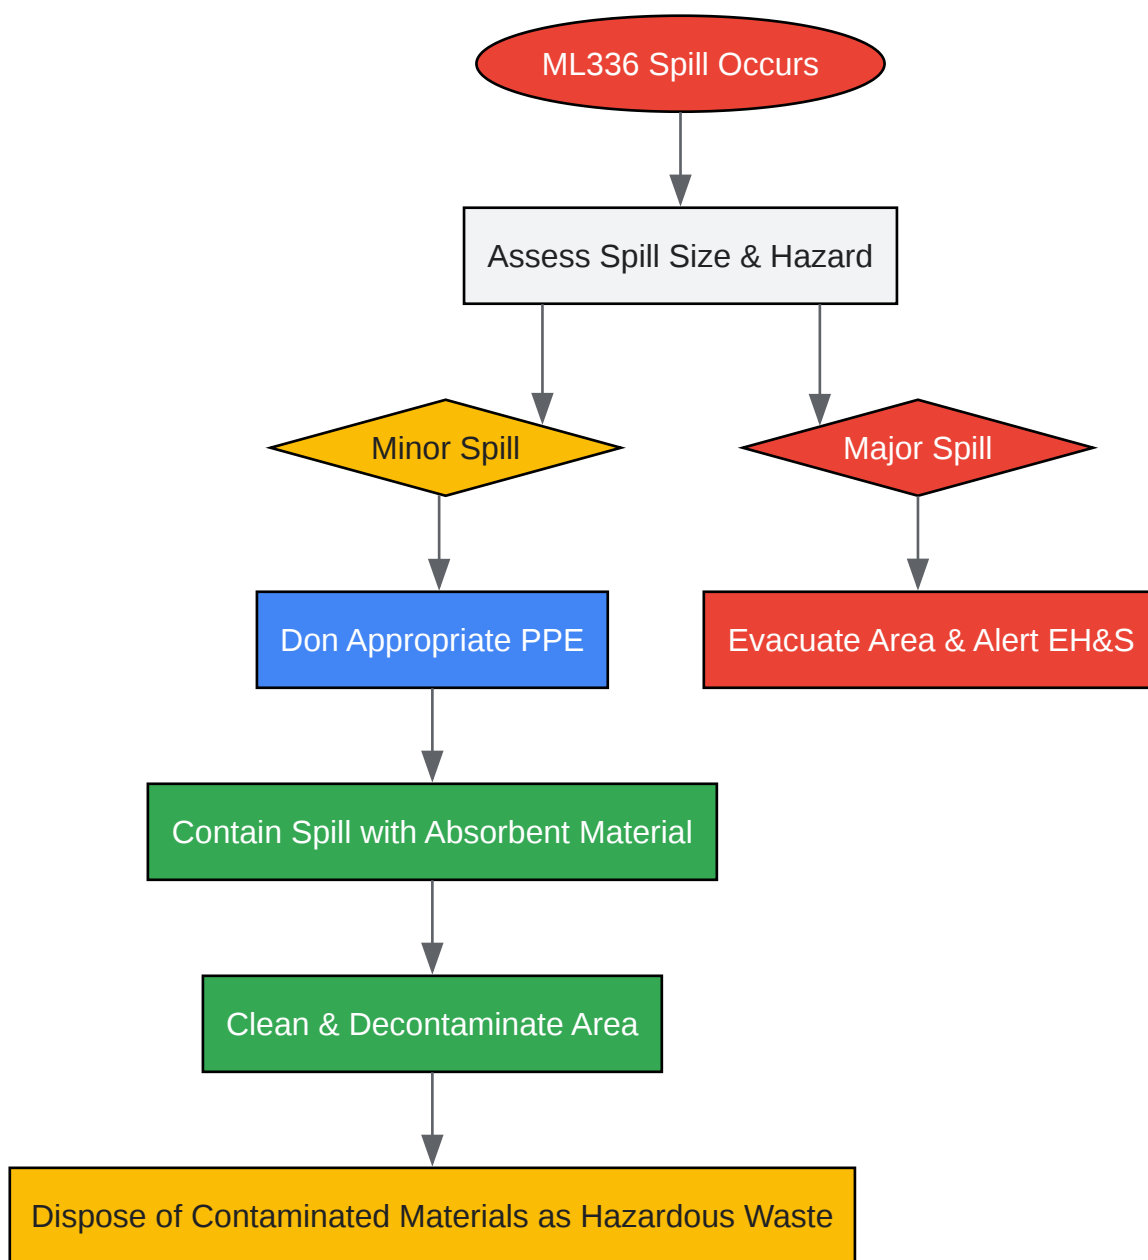 ML336 Spill Occurs
Assess Spill Size & Hazard
Minor Spill
Major Spill
Don Appropriate PPE
Evacuate Area & Alert EH&S
Contain Spill with Absorbent Material
Clean & Decontaminate Area
Dispose of Contaminated Materials as Hazardous Waste